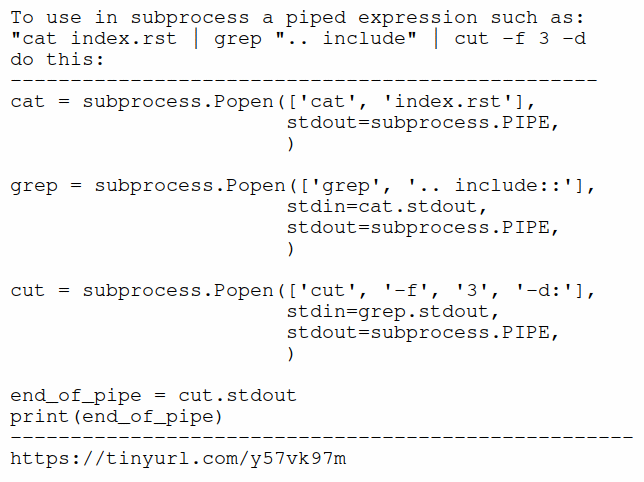 To use in subprocess a piped expression such as:
"cat index.rst | grep ".. include" | cut -f 3 -d
do this:
-------------------------------------------------
cat = subprocess.Popen(['cat', 'index.rst'],
                       stdout=subprocess.PIPE,
                       )

grep = subprocess.Popen(['grep', '.. include::'],
                       stdin=cat.stdout,
                       stdout=subprocess.PIPE,
                       )

cut = subprocess.Popen(['cut', '-f', '3', '-d:'],
                       stdin=grep.stdout,
                       stdout=subprocess.PIPE,
                       )

end_of_pipe = cut.stdout
print(end_of_pipe)
----------------------------------------------------
https://tinyurl.com/y57vk97m